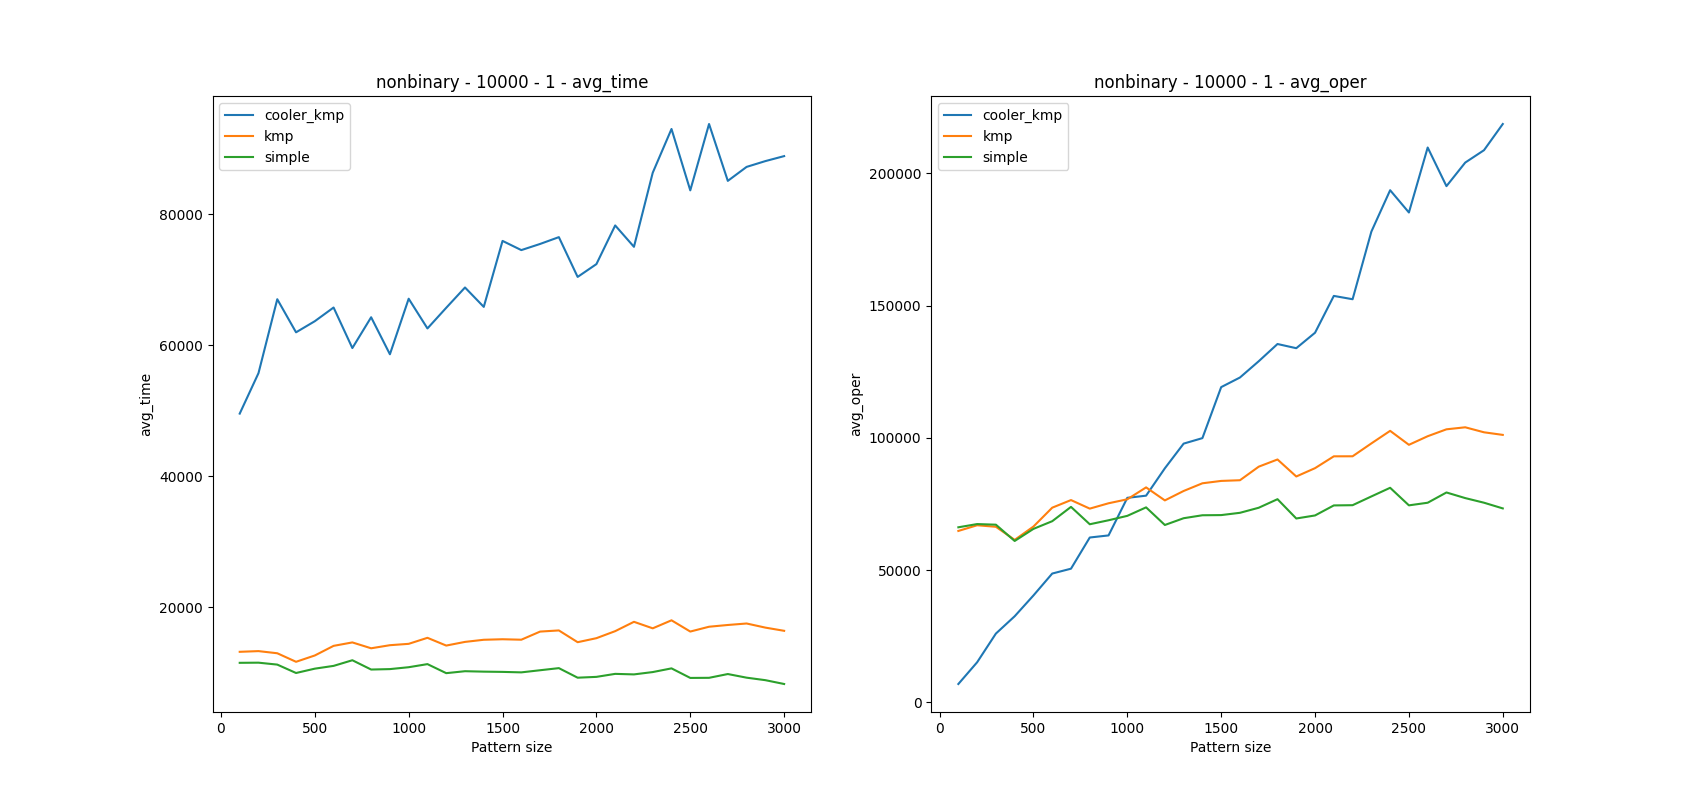 nonbinary - 10000 - 1 - avg_time
cooler_kmp
kmp
simple
80000
60000
40000
20000
avg_time
0 500 1000 1500 2000 2500 3000
Pattern size
nonbinary - 10000 - 1 - avg_oper
cooler_kmp
kmp
simple
200000
150000
100000
50000
0
avg_oper
0 500 1000 1500 2000 2500 3000
Pattern size